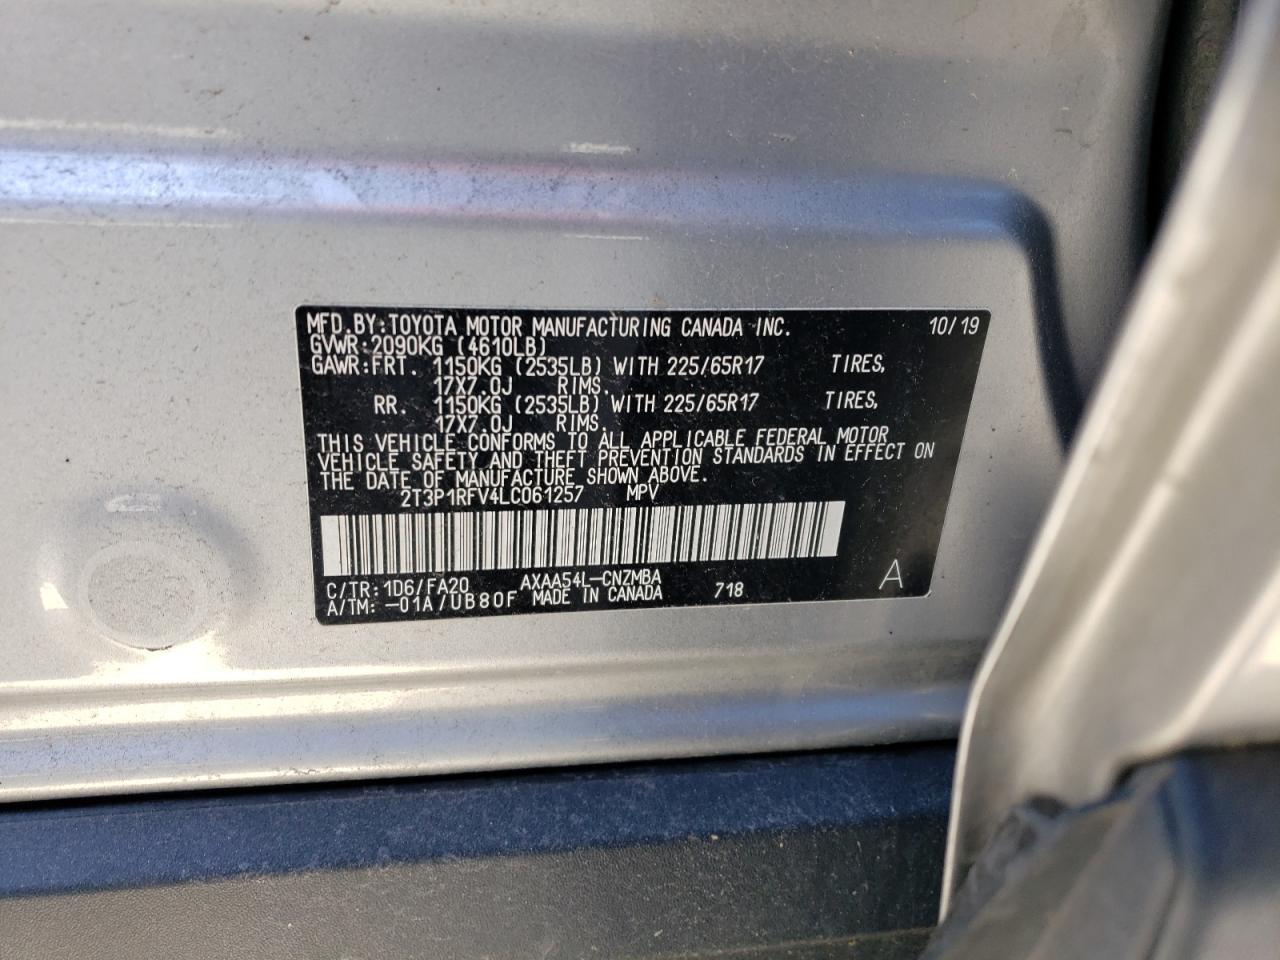 MFD.BY:TOYOTA MOTOR MANUFACTURING CANADA INC. 10/19
GVWR:2090KG (4610LB)
GAWR:FRT. 1150KG (2535LB) WITH 225/65R17 TIRES,
17X7.0J RIMS.
RR. 1150KG (2535LB) WITH 225/65R17 TIRES,
17X7.0J RIMS.
THIS VEHICLE CONFORMS TO ALL APPLICABLE FEDERAL MOTOR
VEHICLE SAFETY AND THEFT PREVENTION STANDARDS IN EFFECT ON
THE DATE OF MANUFACTURE SHOWN ABOVE.
2T3P1RFV4LC061257 MPV
C/TR:1D6/FA20 AXAA54L-CNZMBA
A/TM:-01A/UB80F MADE IN CANADA 718 A